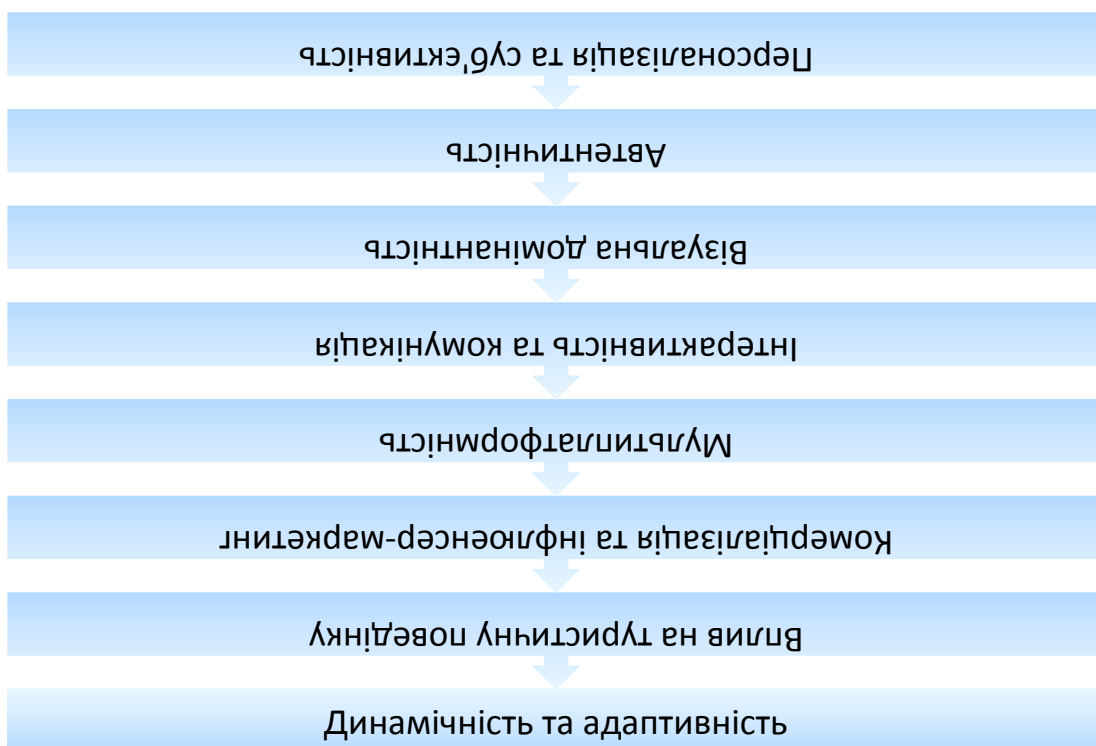 Персоналізація та суб'єктивність
Автентичність
Візуальна домінантність
Інтерактивність та комунікація
Мультиплатформність
Комерціалізація та інфлюенсер-маркетинг
Вплив на туристичну поведінку
Динамічність та адаптивність